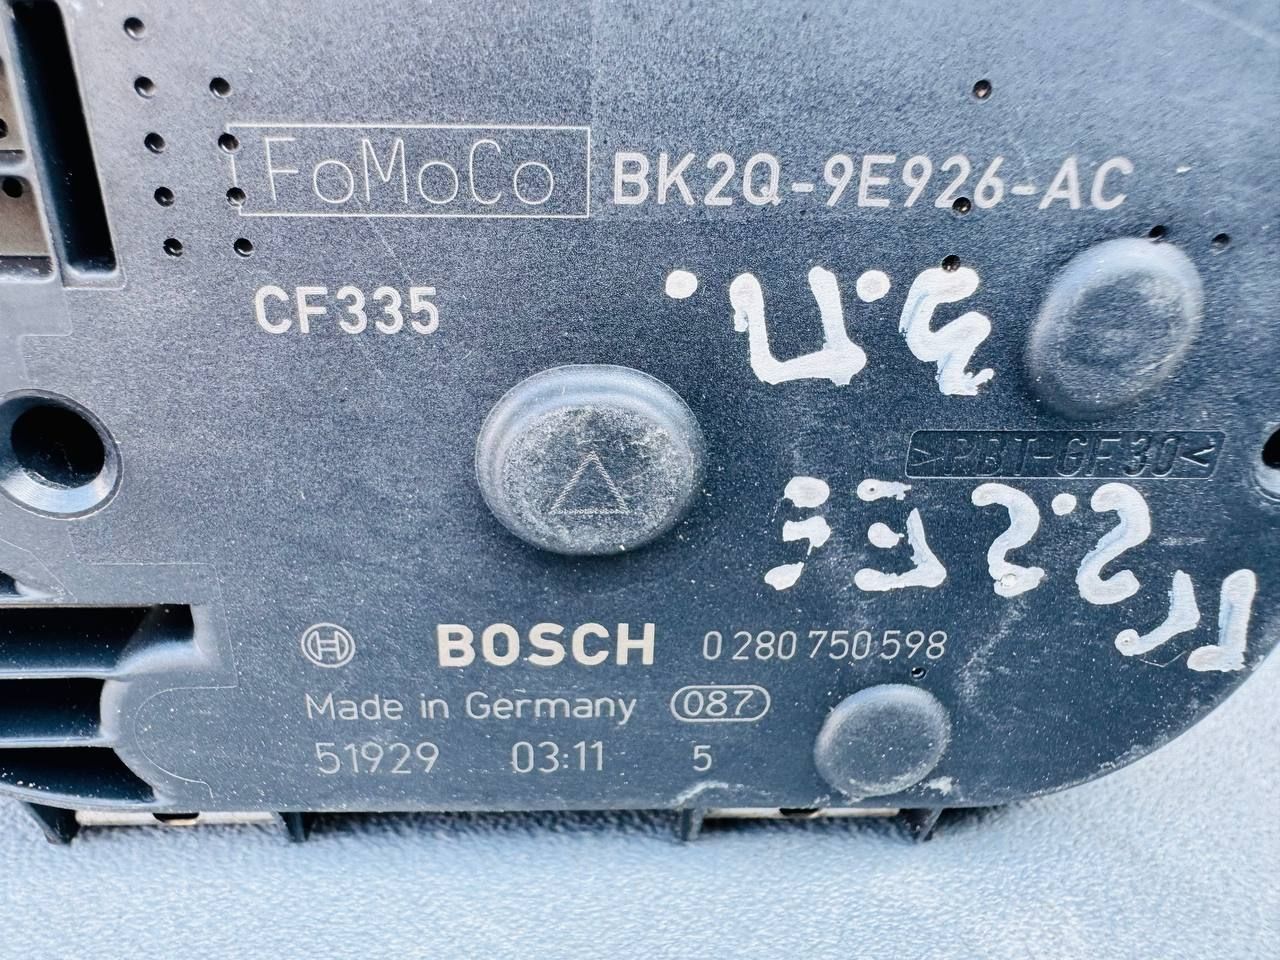 FoMoCo BK2Q-9E926-AC
CF335
>PBT-GF30<
BOSCH 0 280 750 598
Made in Germany 087
51929 03:11 5